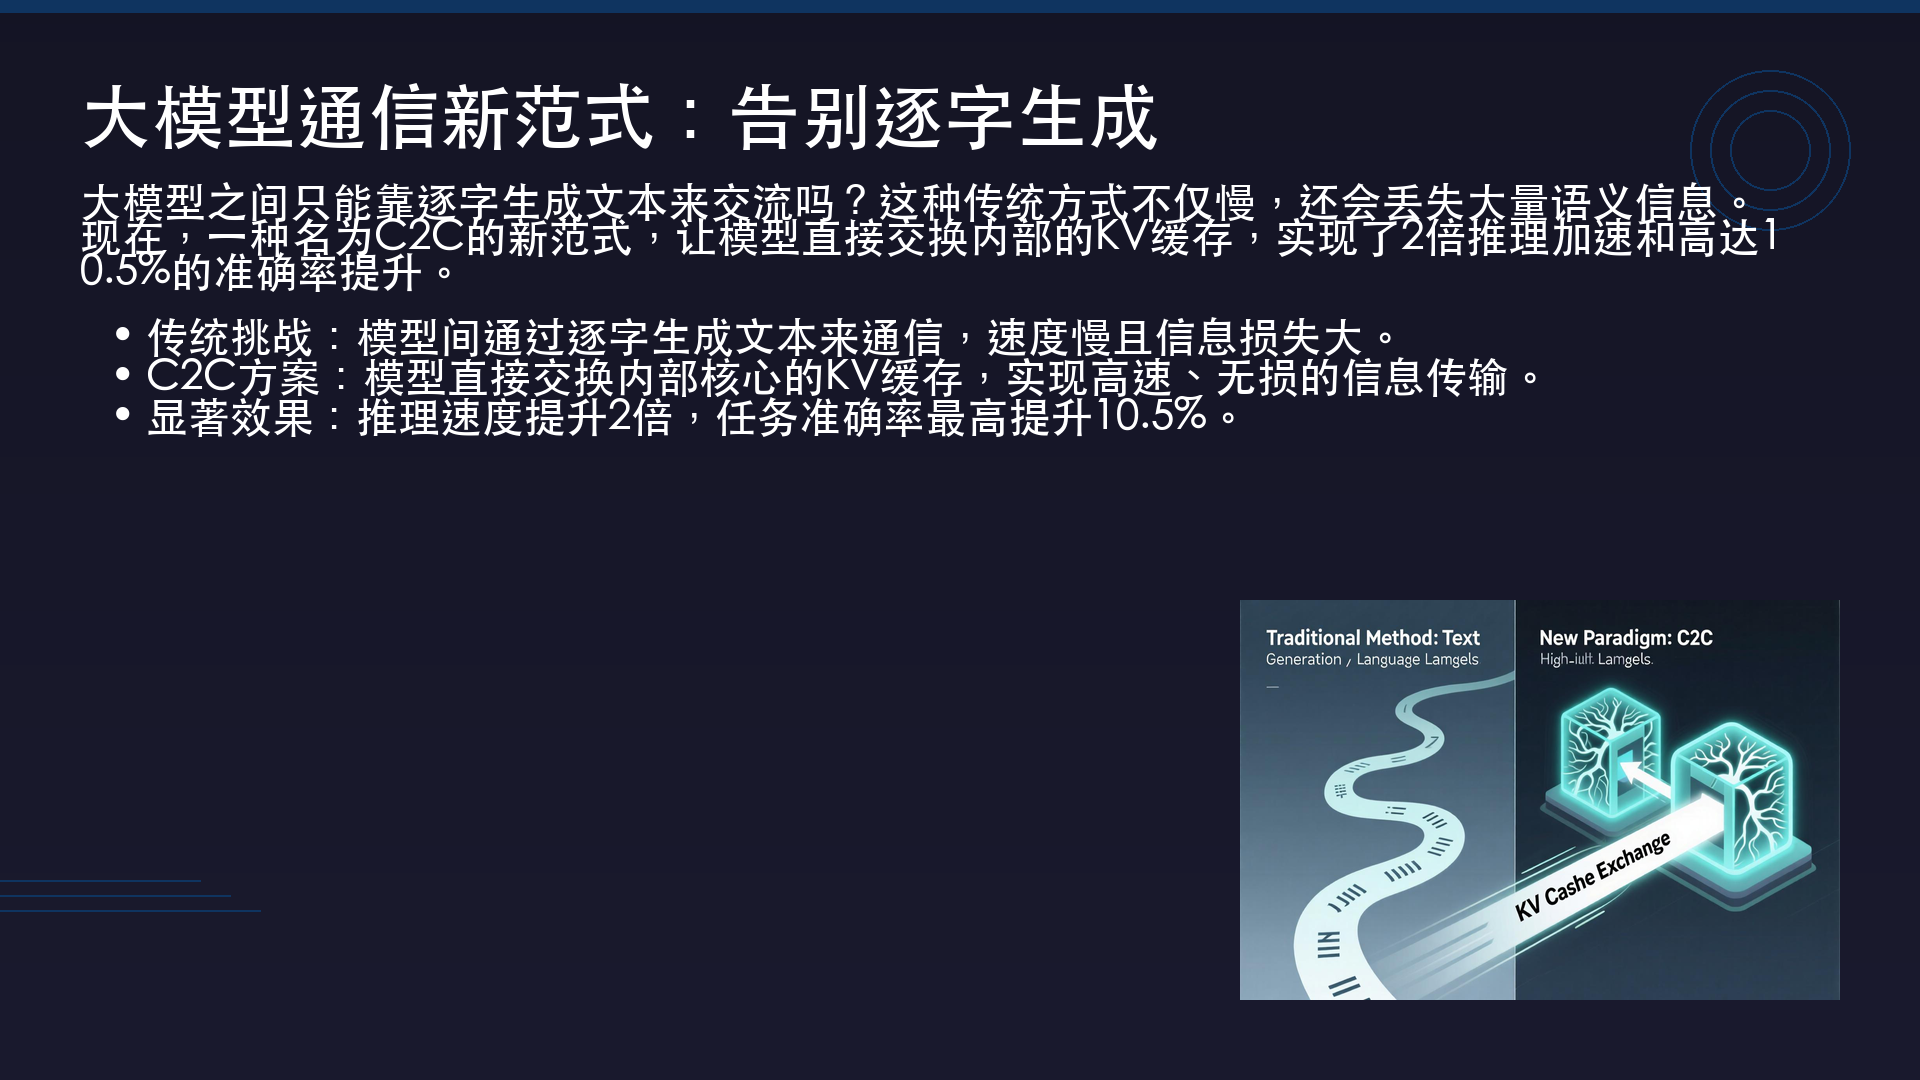 大模型通信新范式：告别逐字生成
大模型之间只能靠逐字生成文本来交流吗？这种传统方式不仅慢，还会丢失大量语义信息。
现在，一种名为C2C的新范式，让模型直接交换内部的KV缓存，实现了2倍推理加速和高达1
0.5%的准确率提升。
• 传统挑战：模型间通过逐字生成文本来通信，速度慢且信息损失大。
• C2C方案：模型直接交换内部核心的KV缓存，实现高速、无损的信息传输。
• 显著效果：推理速度提升2倍，任务准确率最高提升10.5%。
Traditional Method: Text
Generation , Language Lamgels
New Paradigm: C2C
Lamgels.
KV Cashe Exchange